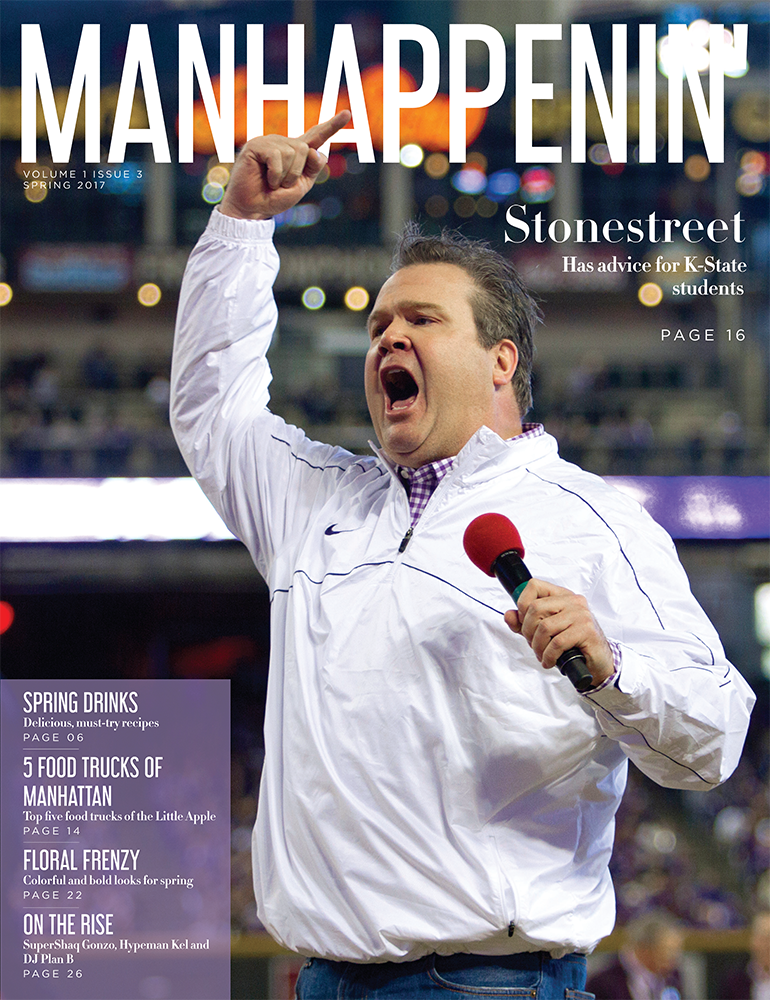 MANHAPPENIN'
VOLUME 1 ISSUE 3
SPRING 2017
Stonestreet
Has advice for K-State
students
PAGE 16
SPRING DRINKS
Delicious, must-try recipes
PAGE 06
5 FOOD TRUCKS OF
MANHATTAN
Top five food trucks of the Little Apple
PAGE 14
FLORAL FRENZY
Colorful and bold looks for spring
PAGE 22
ON THE RISE
SuperShaq Gonzo, Hypeman Kel and
DJ Plan B
PAGE 26